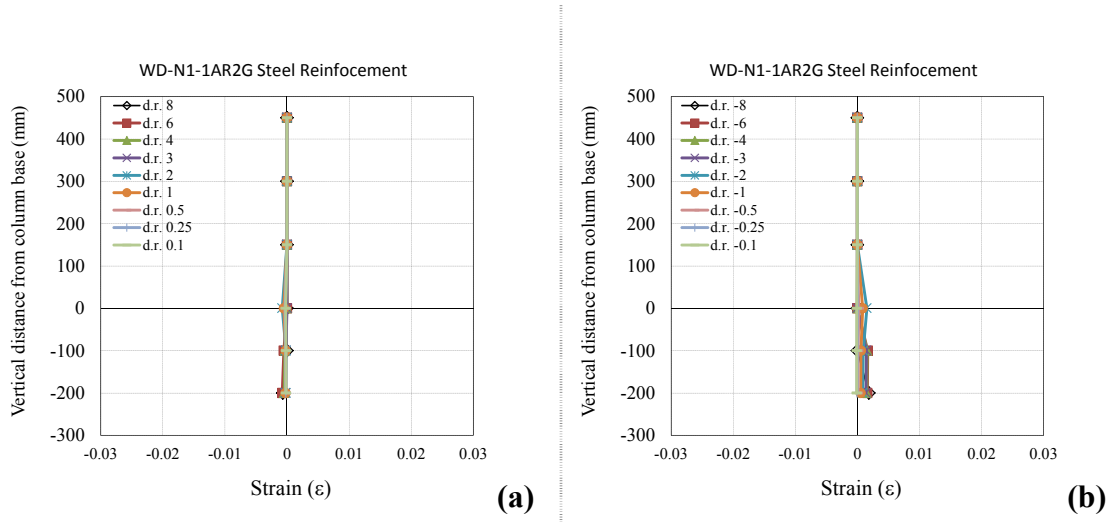 WD-N1-1AR2G Steel Reinfocement
Vertical distance from column base (mm)
500
400
300
200
100
0
-100
-200
-300
d.r. 8
d.r. 6
d.r. 4
d.r. 3
d.r. 2
d.r. 1
d.r. 0.5
d.r. 0.25
d.r. 0.1
-0.03 -0.02 -0.01 0 0.01 0.02 0.03
Strain (ε)
(a)
WD-N1-1AR2G Steel Reinfocement
Vertical distance from column base (mm)
500
400
300
200
100
0
-100
-200
-300
d.r. -8
d.r. -6
d.r. -4
d.r. -3
d.r. -2
d.r. -1
d.r. -0.5
d.r. -0.25
d.r. -0.1
-0.03 -0.02 -0.01 0 0.01 0.02 0.03
Strain (ε)
(b)